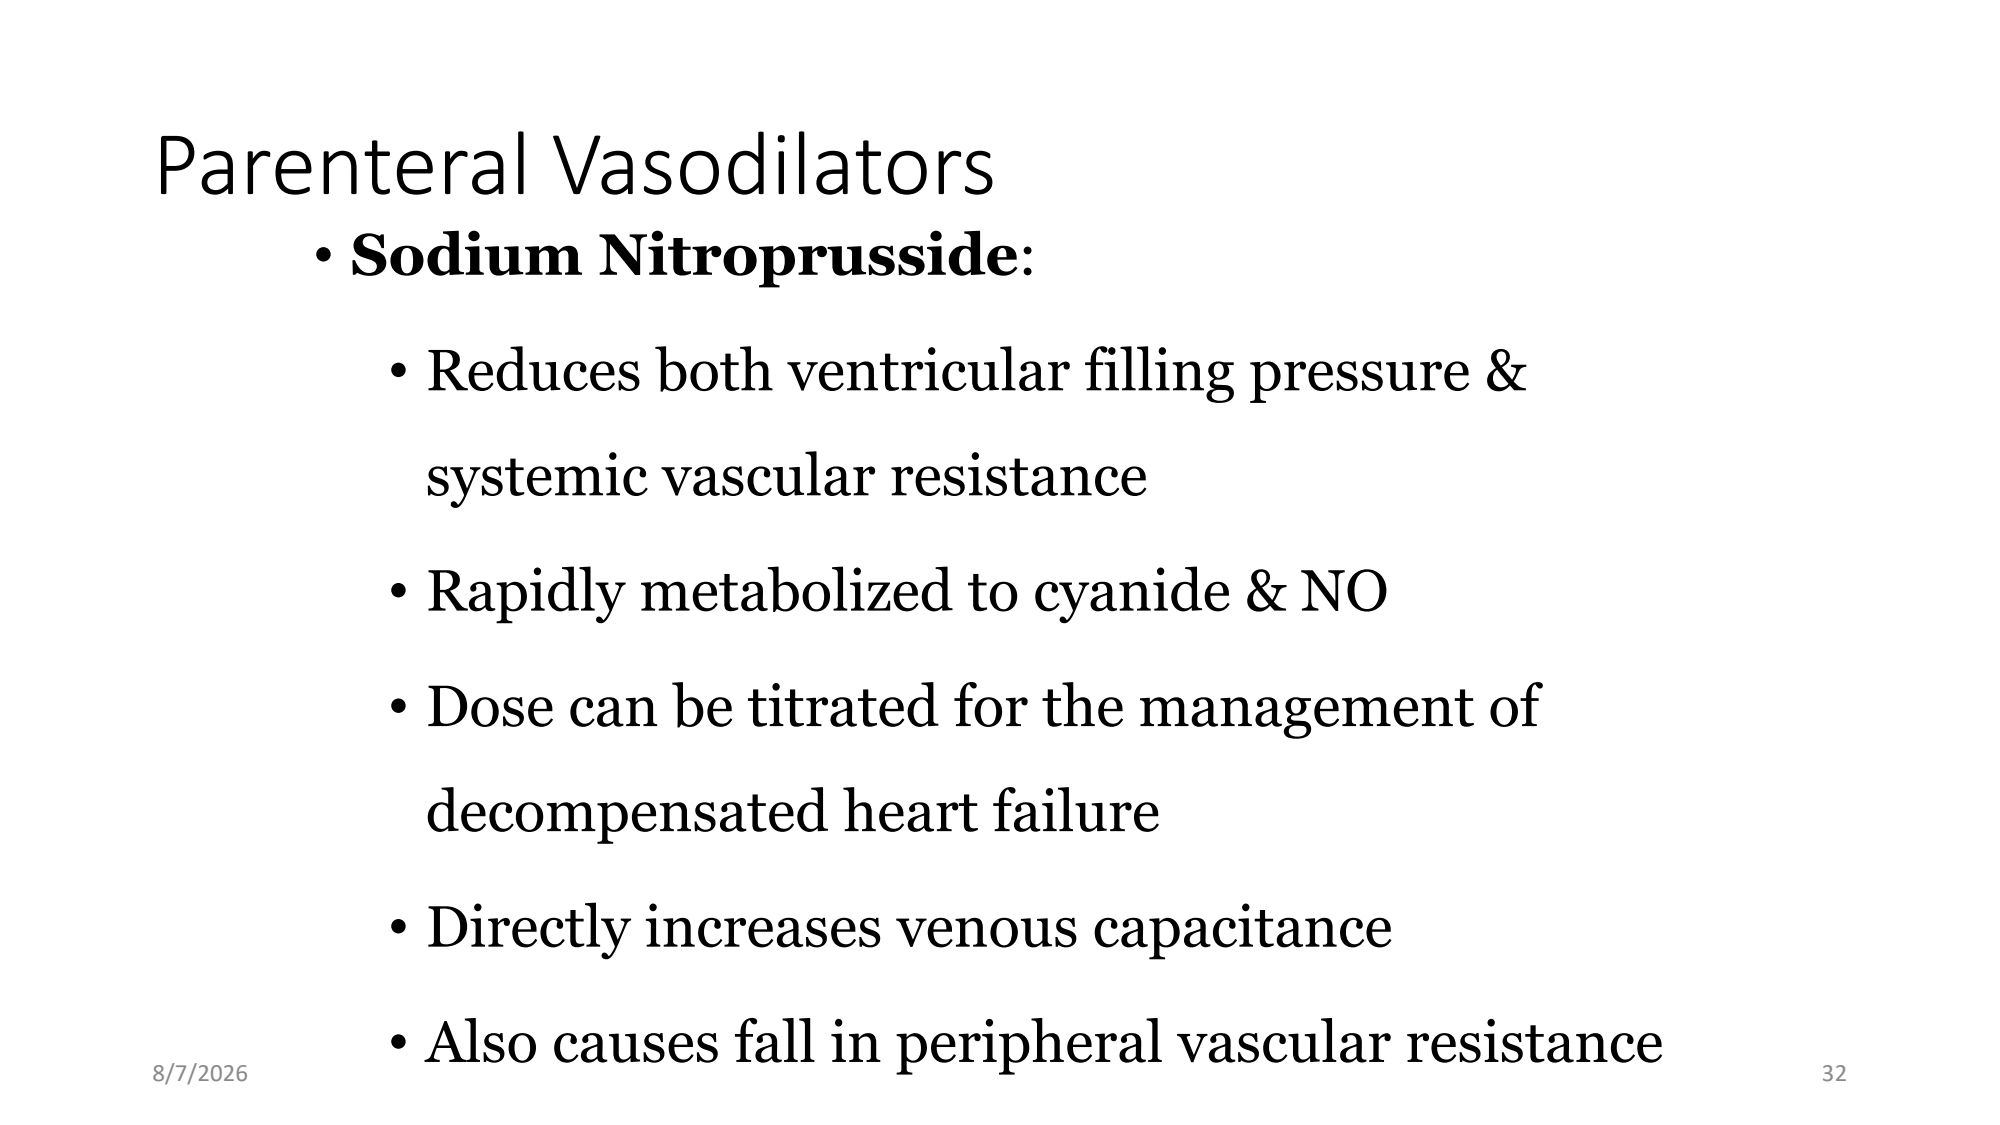 Parenteral Vasodilators
• Sodium Nitroprusside:
• Reduces both ventricular filling pressure &
systemic vascular resistance
• Rapidly metabolized to cyanide & NO
• Dose can be titrated for the management of
decompensated heart failure
• Directly increases venous capacitance
• Also causes fall in peripheral vascular resistance
8/7/2026
32